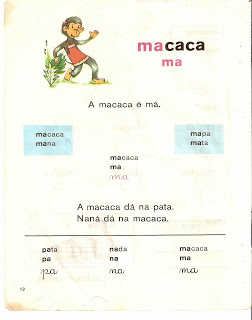 macaca
ma
A macaca é má.
macaca
mana
mapa
mata
macaca
ma
ma
A macaca dá na pata.
Naná dá na macaca.
pata nada macaca
pa na ma
pa na ma
12